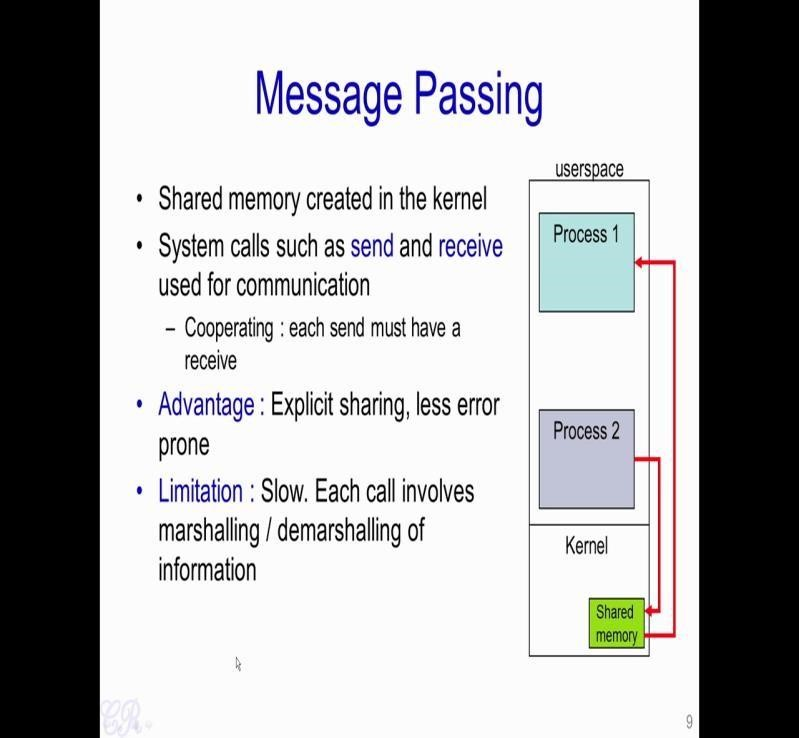 Message Passing
• Shared memory created in the kernel
• System calls such as send and receive
used for communication
– Cooperating : each send must have a
receive
• Advantage : Explicit sharing, less error
prone
• Limitation : Slow. Each call involves
marshalling / demarshalling of
information
userspace
Process 1
Process 2
Kernel
Shared
memory
9